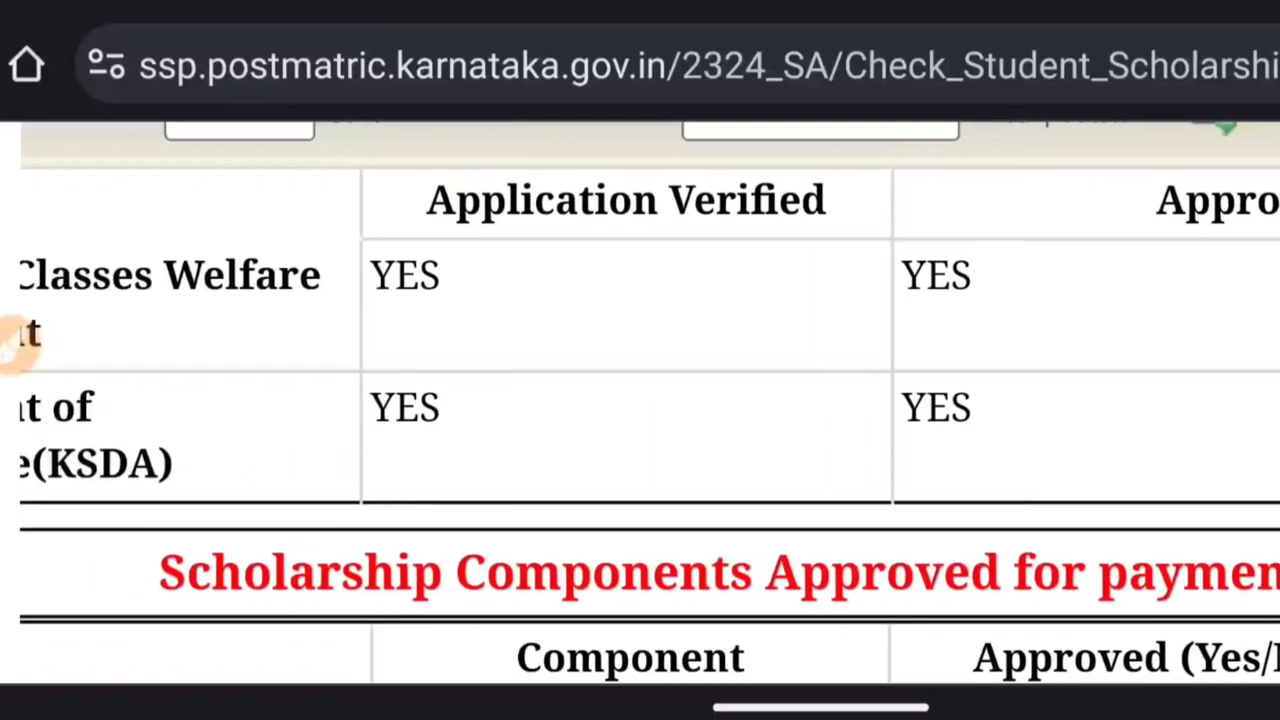 ssp.postmatric.karnataka.gov.in/2324_SA/Check_Student_Scholarshi
Application Verified Appro
Classes Welfare YES YES
t
t of YES YES
e(KSDA)
Scholarship Components Approved for paymen
Component Approved (Yes/